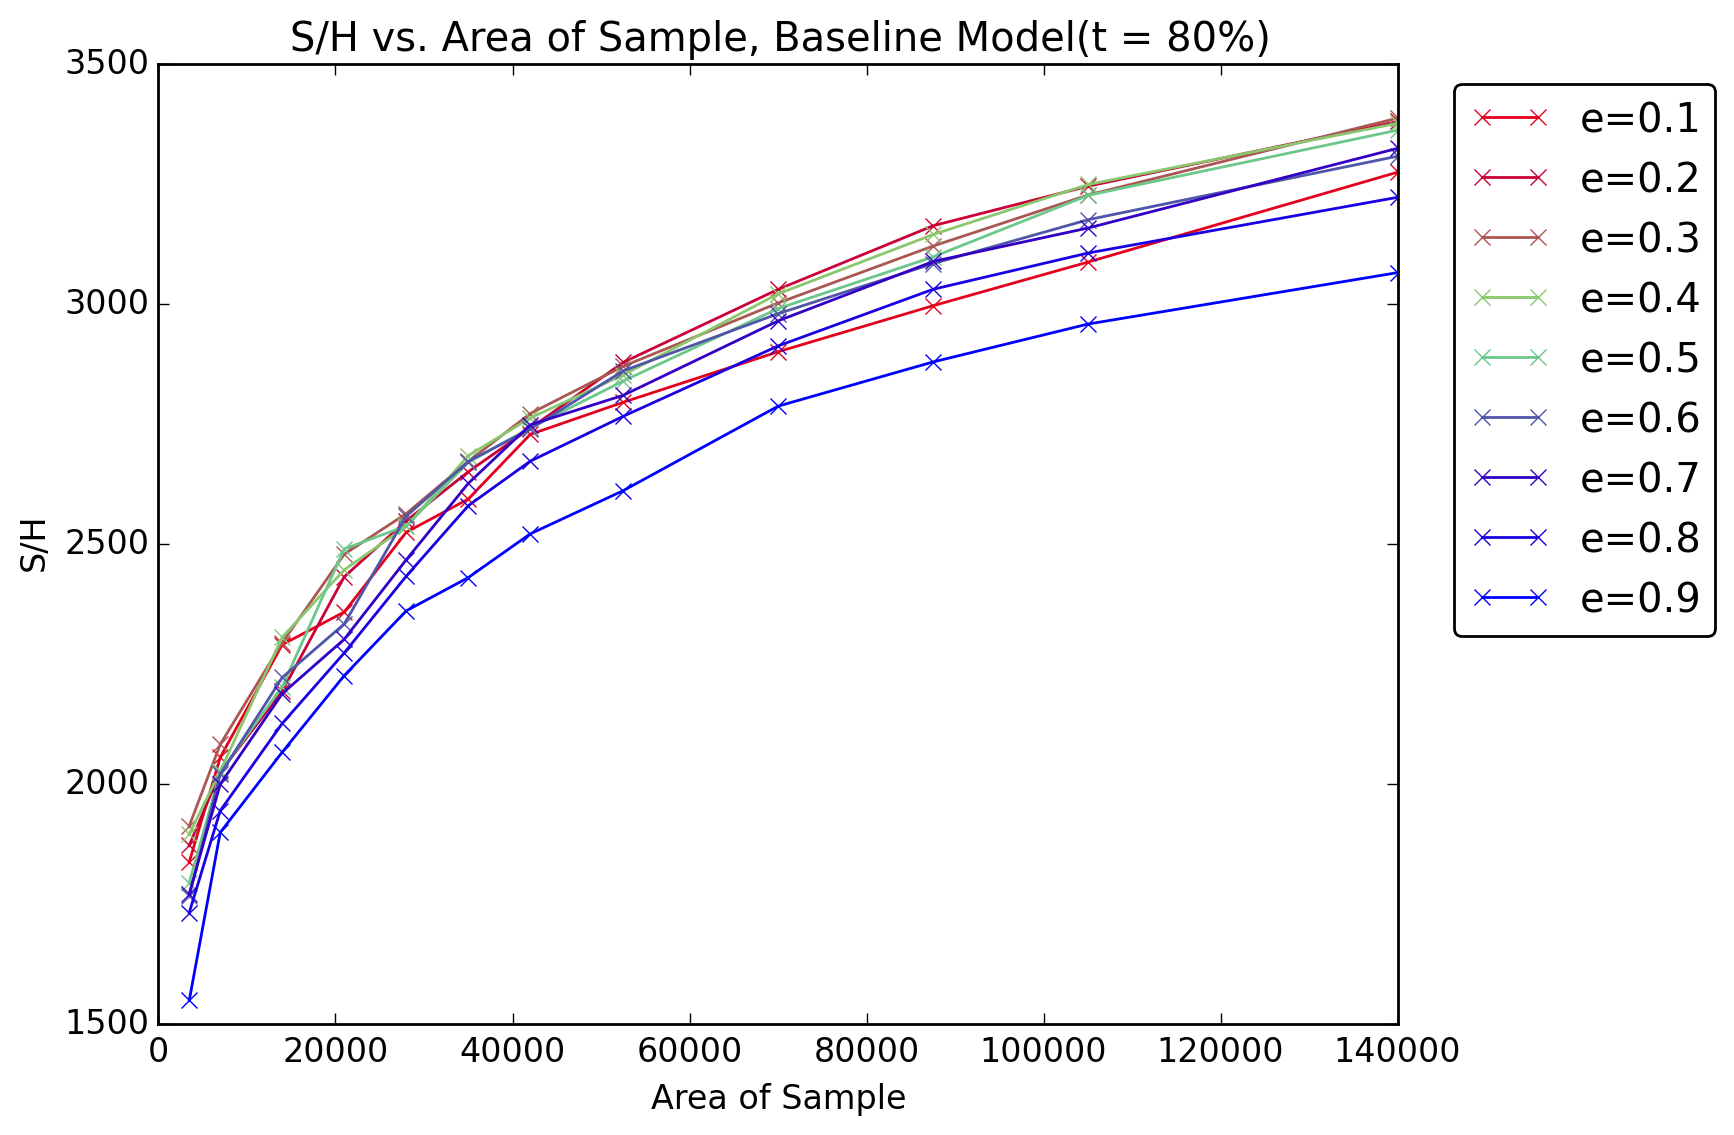 S/H vs. Area of Sample, Baseline Model(t = 80%)
3500
3000
2500
2000
1500
S/H
0 20000 40000 60000 80000 100000 120000 140000
Area of Sample
e=0.1
e=0.2
e=0.3
e=0.4
e=0.5
e=0.6
e=0.7
e=0.8
e=0.9